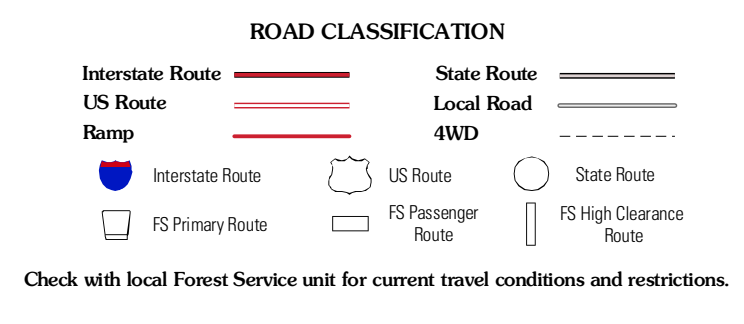 ROAD CLASSIFICATION
Interstate Route
State Route
US Route
Local Road
Ramp
4WD
Interstate Route
US Route
State Route
FS Primary Route
FS Passenger
Route
FS High Clearance
Route
Check with local Forest Service unit for current travel conditions and restrictions.